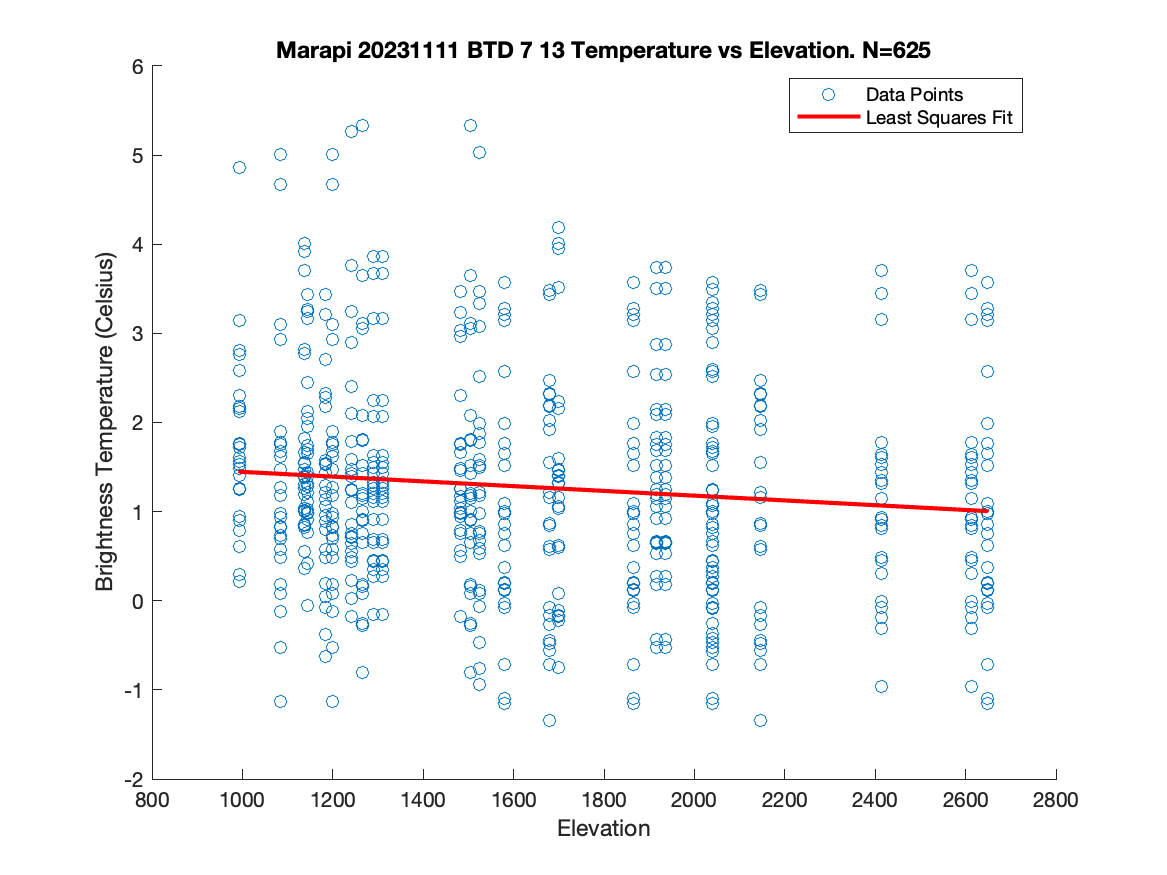 Marapi 20231111 BTD 7 13 Temperature vs Elevation. N=625
Data Points
Least Squares Fit
6
5
4
3
2
1
0
-1
-2
Brightness Temperature (Celsius)
800 1000 1200 1400 1600 1800 2000 2200 2400 2600 2800
Elevation